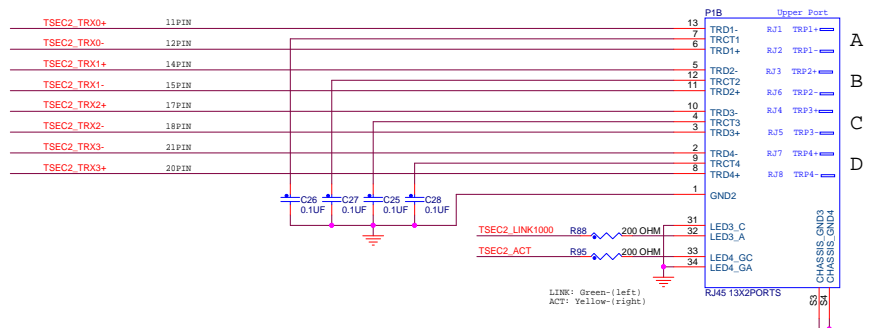 P1B Upper Port
TSEC2_TRX0+ 11PIN 13 TRD1- RJ1 TRP1+
7 TRCT1
TSEC2_TRX0- 12PIN 6 TRD1+ RJ2 TRP1-
A
TSEC2_TRX1+ 14PIN 5 TRD2- RJ3 TRP2+
12 TRCT2
TSEC2_TRX1- 15PIN 11 TRD2+ RJ6 TRP2-
B
TSEC2_TRX2+ 17PIN 10 TRD3- RJ4 TRP3+
4 TRCT3
TSEC2_TRX2- 18PIN 3 TRD3+ RJ5 TRP3-
C
TSEC2_TRX3- 21PIN 2 TRD4- RJ7 TRP4+
9 TRCT4
TSEC2_TRX3+ 20PIN 8 TRD4+ RJ8 TRP4-
D
1 GND2
C26 C27 C25 C28
0.1UF 0.1UF 0.1UF 0.1UF
31 LED3_C
TSEC2_LINK1000 R88 200 OHM 32 LED3_A
TSEC2_ACT R95 200 OHM 33 LED4_GC
34 LED4_GA
CHASSIS_GND3
CHASSIS_GND4
LINK: Green-(left)
ACT: Yellow-(right)
RJ45 13X2PORTS
S3
S4